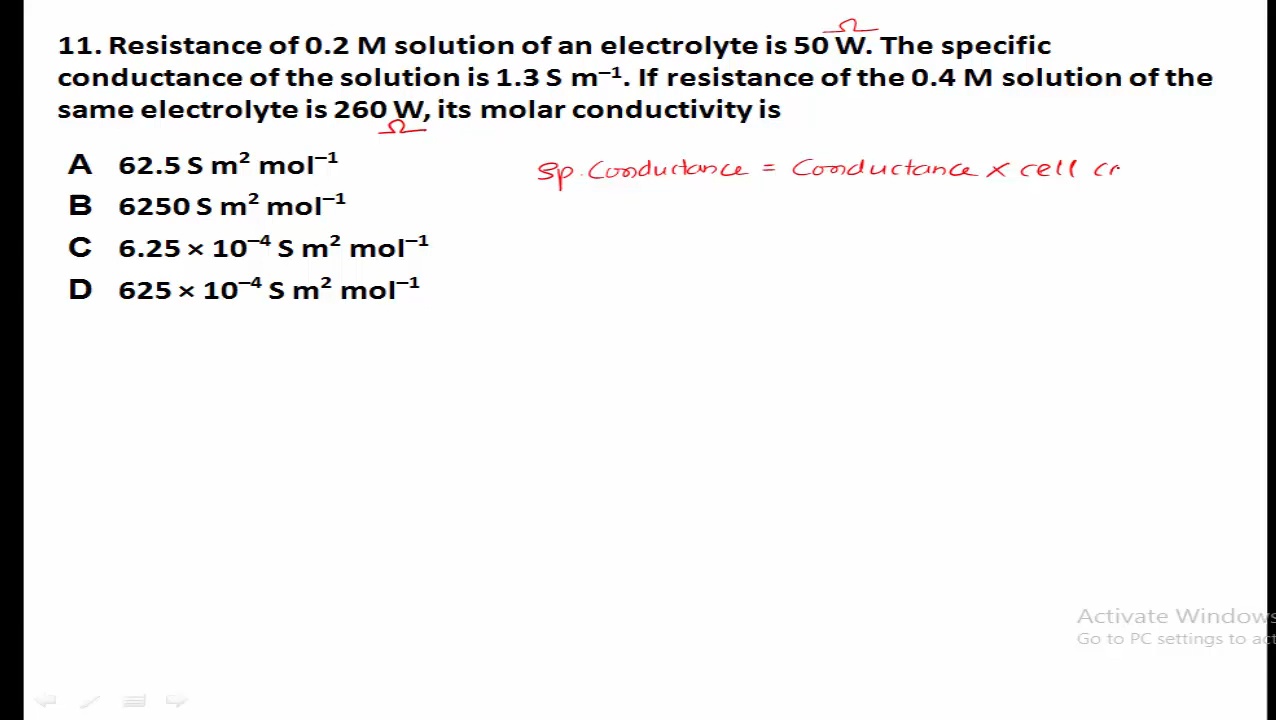 Ω
11. Resistance of 0.2 M solution of an electrolyte is 50 W. The specific
conductance of the solution is 1.3 S m⁻¹. If resistance of the 0.4 M solution of the
same electrolyte is 260 W, its molar conductivity is
Ω
A 62.5 S m² mol⁻¹
Sp. Conductance = Conductance × cell
B 6250 S m² mol⁻¹
C 6.25 × 10⁻⁴ S m² mol⁻¹
D 625 × 10⁻⁴ S m² mol⁻¹
Activate Windows
Go to PC settings to act